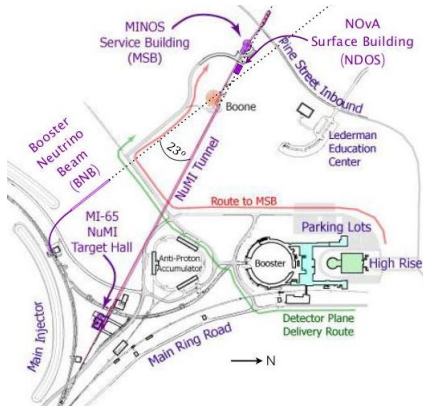 MINOS
Service Building
(MSB)
NOvA
Surface Building
(NDOS)
Pine Street Inbound
Boone
Lederman
Education
Center
Booster
Neutrino
Beam
(BNB)
23°
NuMI Tunnel
Route to MSB
MI-65
NuMI
Target Hall
Anti-Proton
Accumulator
Booster
Parking Lots
High Rise
Detector Plane
Delivery Route
Main Injector
Main Ring Road
N